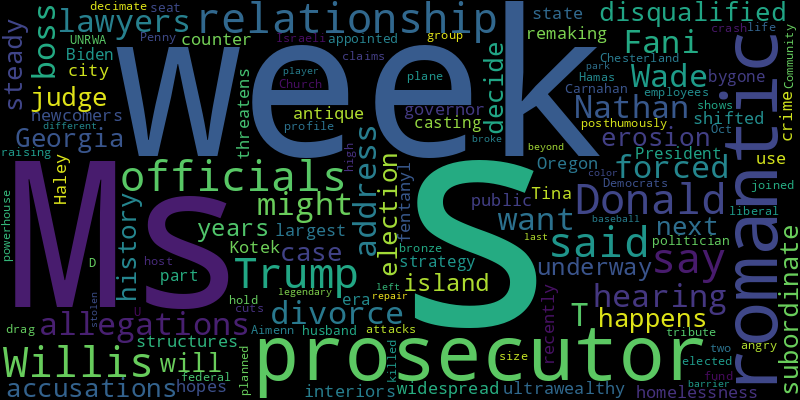 decimate seat
lawyers relationship state disqualified
UNRWA Penny counter Israeli appointed group remaking crash life
steady boss Biden claims Fani
city week decide Chesterland Community
player plane Hamas Wade
judge Church Carnahan park employees bygone
threatens antique governor Nathan shows shifted
newcomers profile casting posthumously crime
Georgia different broke erosion Oct romantic
raising beyond President use
Haley officials high Oregon forced joined
Ms S Democrats
powerhouse history might address election fentanyl public Tina Donald color liberal
years largest bronze want baseball next
Kotek case strategy last said politician
D host part Trump era left island underway say subordinate
stolen U cuts hold legendary repair T hearing
allegations divorce recently happens tribute
drag structures Aimenn husband attacks two angry
Willis will prosecutor size elected
federal planned killed fund barrier
accusations hopes interiors widespread ultrawealthy homelessness